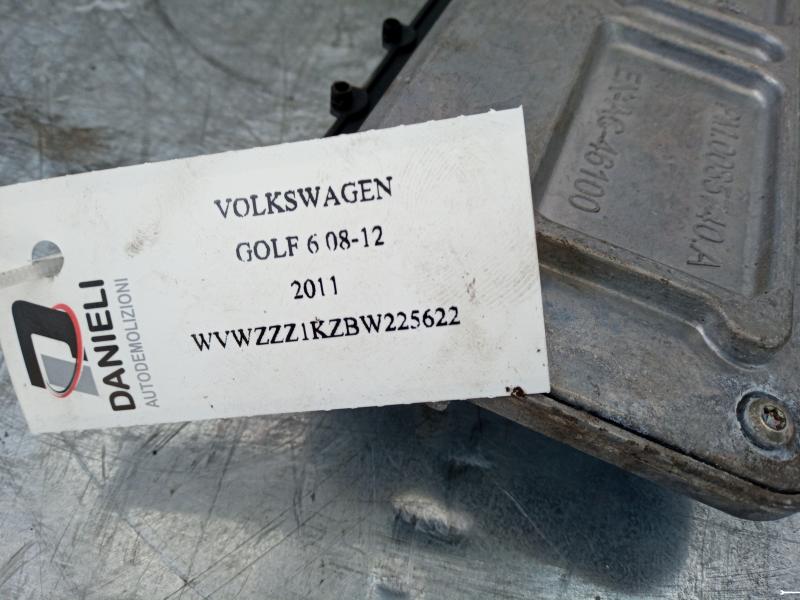 VOLKSWAGEN
GOLF 6 08-12
2011
WVWZZZ1KZBW225622
DANIELI
AUTODEMOLIZIONI